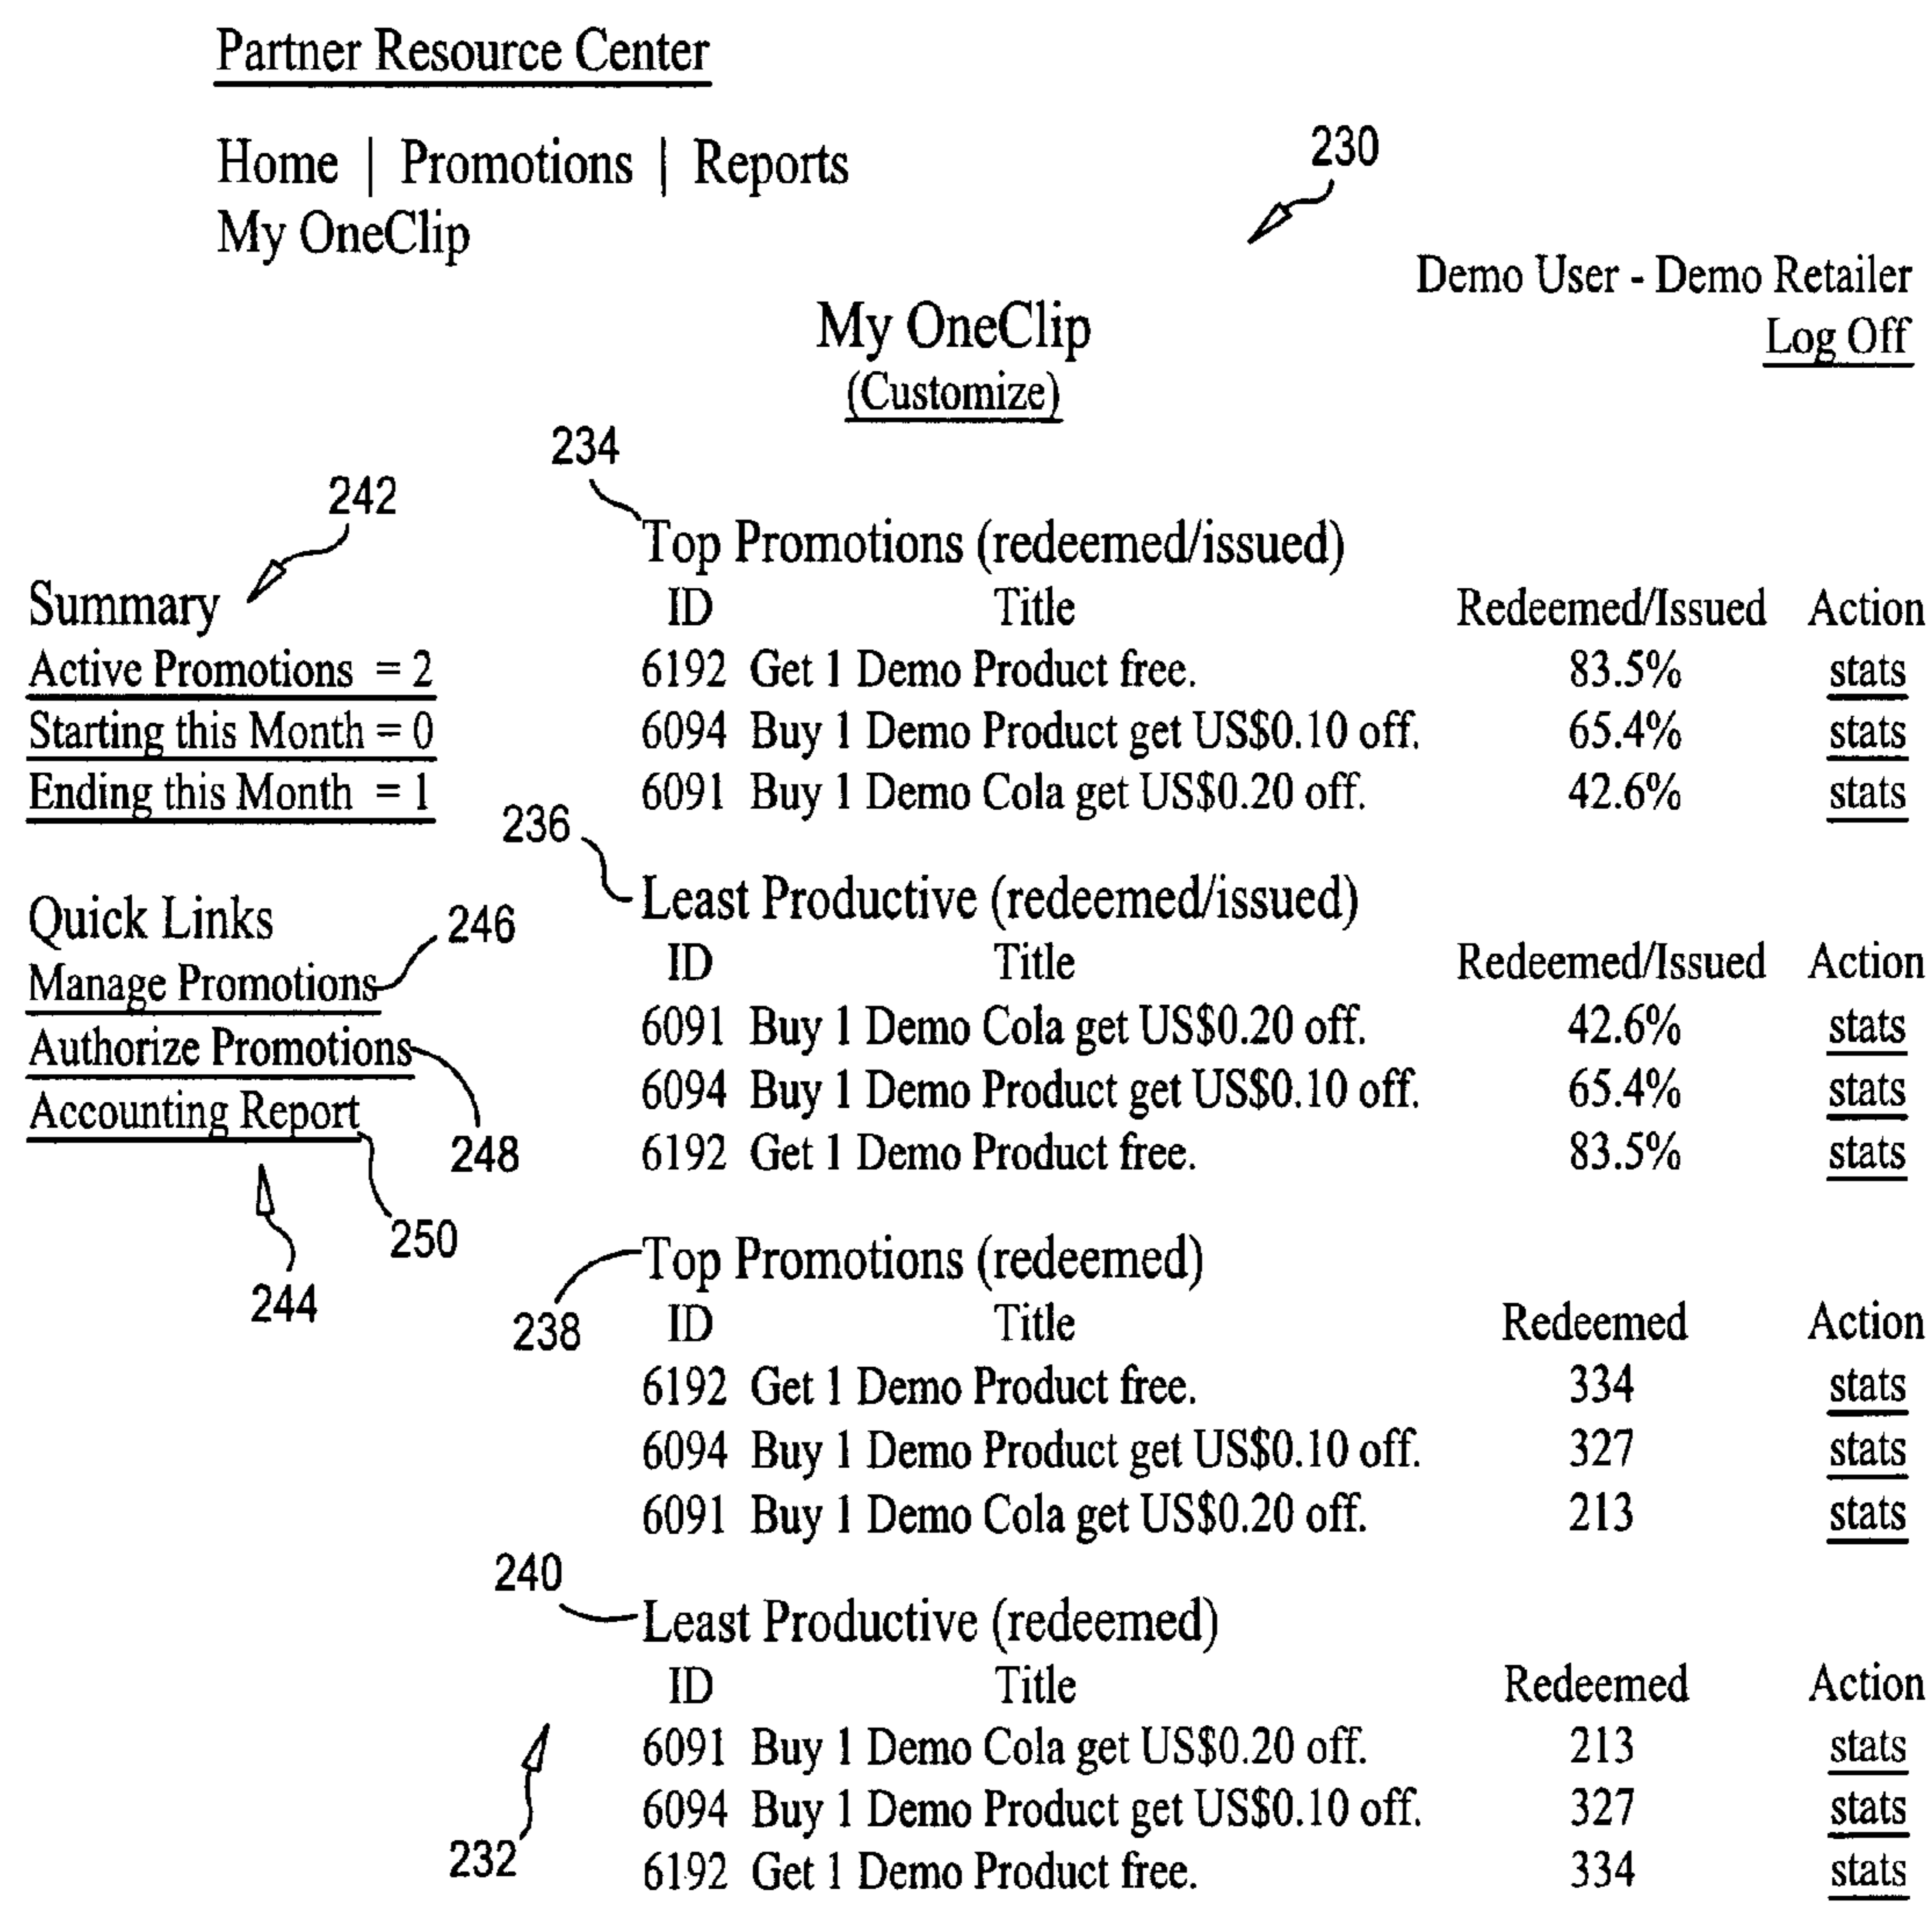 Partner Resource Center
Home | Promotions | Reports
My OneClip
230
Demo User - Demo Retailer
Log Off
My OneClip
(Customize)
242
Summary
Active Promotions = 2
Starting this Month = 0
Ending this Month = 1
Quick Links
246
Manage Promotions
Authorize Promotions
248
Accounting Report
250
244
234
Top Promotions (redeemed/issued)
ID Title Redeemed/Issued Action
6192 Get 1 Demo Product free. 83.5% stats
6094 Buy 1 Demo Product get US$0.10 off. 65.4% stats
6091 Buy 1 Demo Cola get US$0.20 off. 42.6% stats
236
Least Productive (redeemed/issued)
ID Title Redeemed/Issued Action
6091 Buy 1 Demo Cola get US$0.20 off. 42.6% stats
6094 Buy 1 Demo Product get US$0.10 off. 65.4% stats
6192 Get 1 Demo Product free. 83.5% stats
238
Top Promotions (redeemed)
ID Title Redeemed Action
6192 Get 1 Demo Product free. 334 stats
6094 Buy 1 Demo Product get US$0.10 off. 327 stats
6091 Buy 1 Demo Cola get US$0.20 off. 213 stats
240
Least Productive (redeemed)
ID Title Redeemed Action
6091 Buy 1 Demo Cola get US$0.20 off. 213 stats
6094 Buy 1 Demo Product get US$0.10 off. 327 stats
6192 Get 1 Demo Product free. 334 stats
232